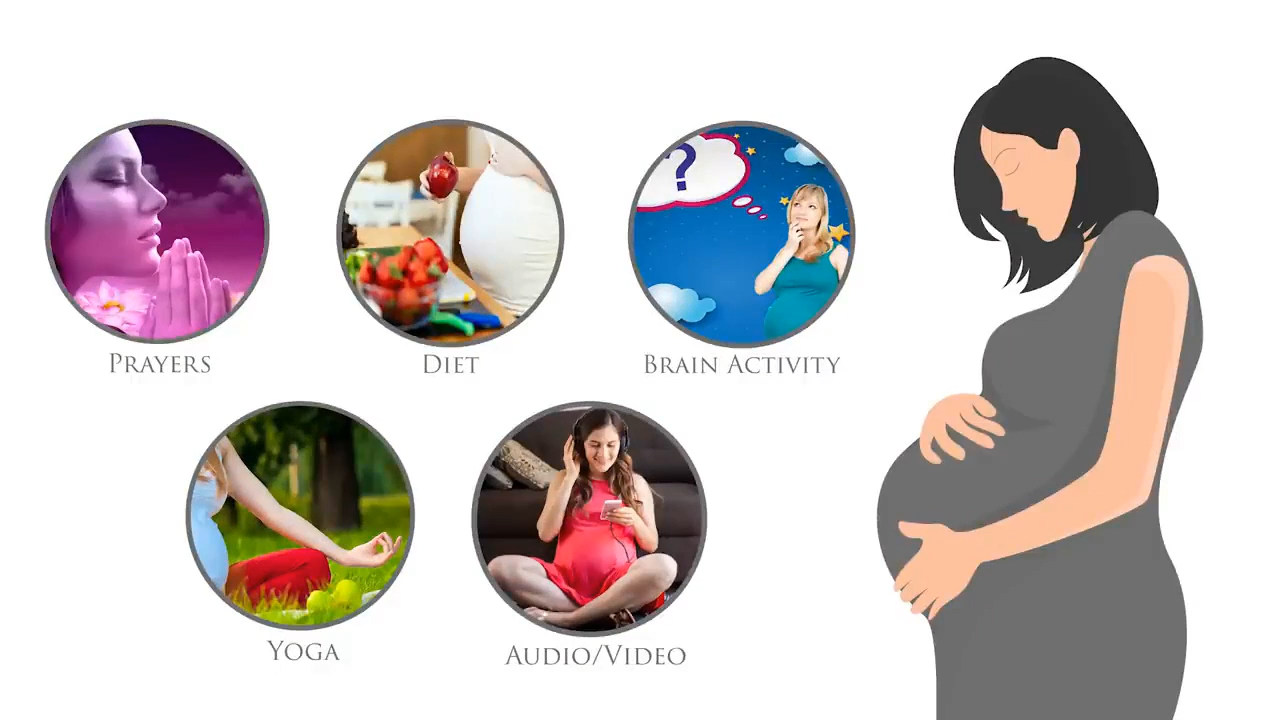 ?
PRAYERS
DIET
BRAIN ACTIVITY
YOGA
AUDIO/VIDEO